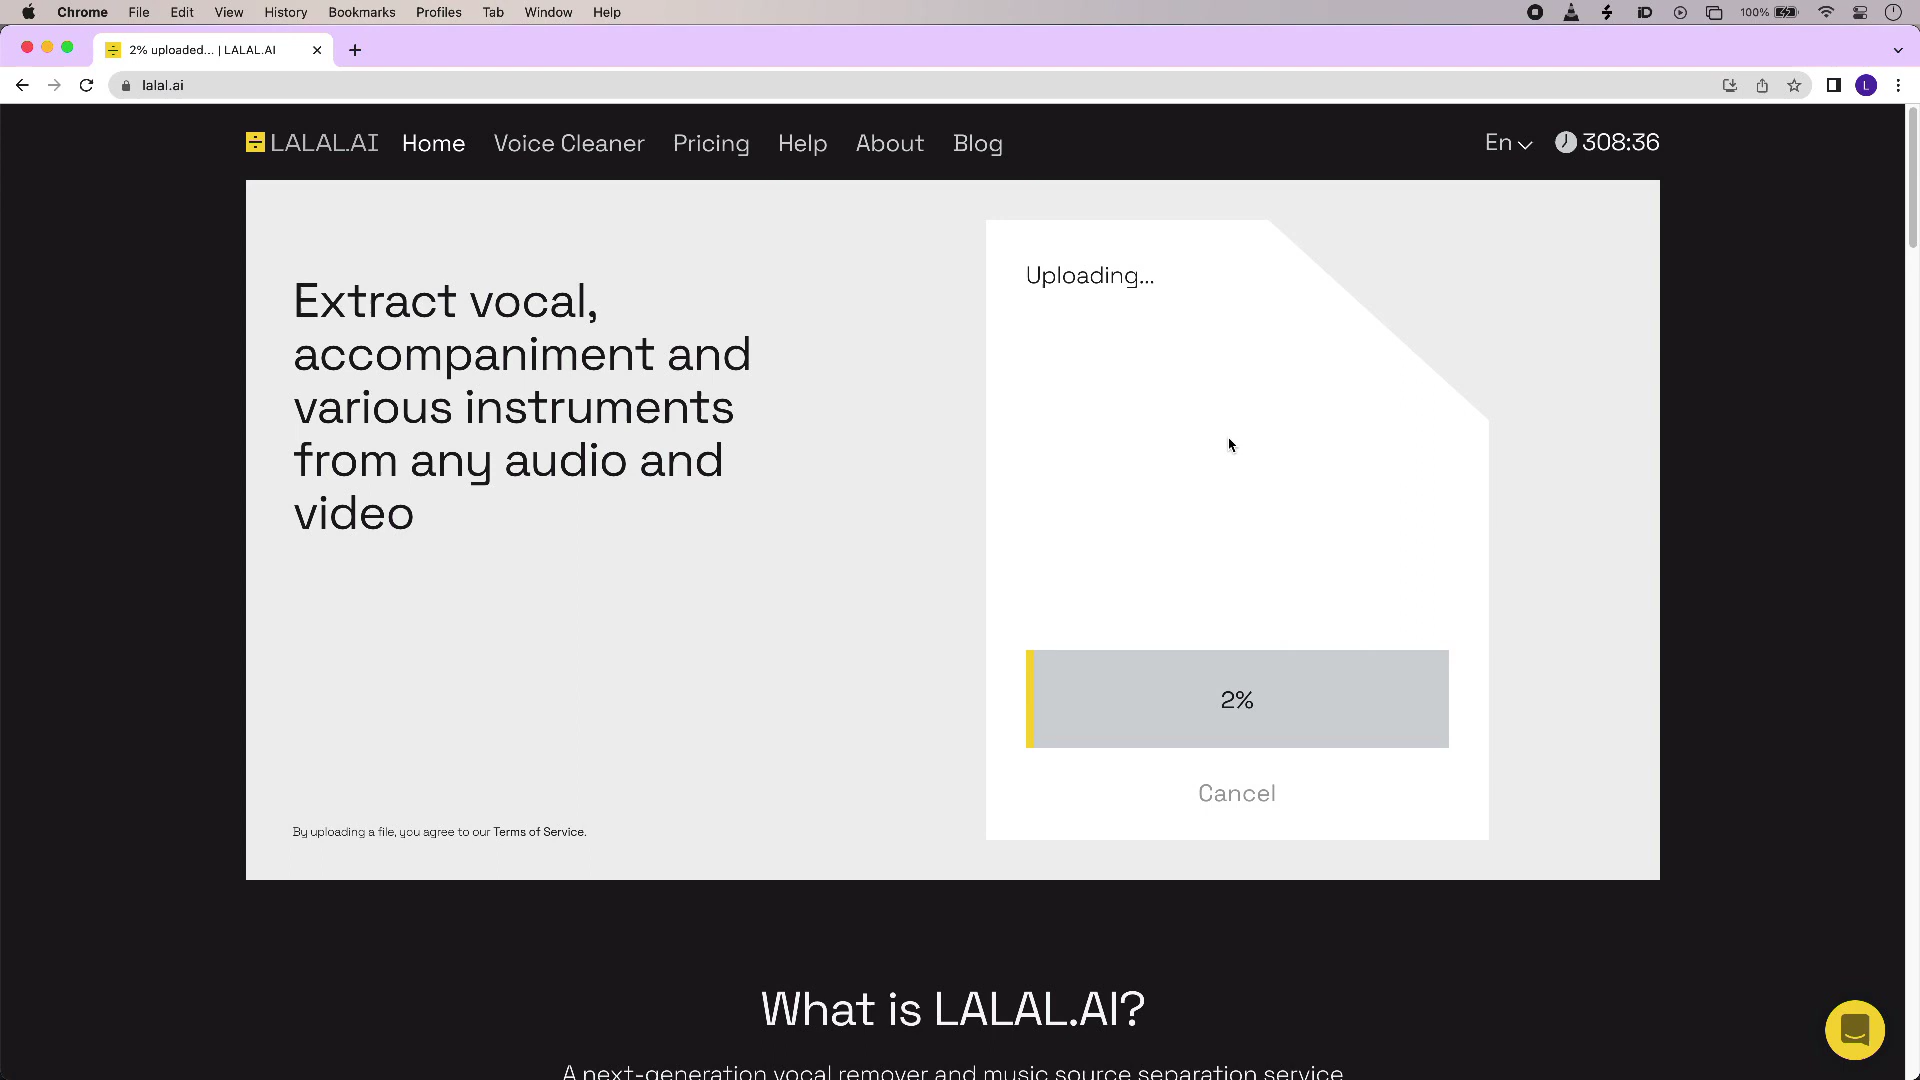 Chrome File Edit View History Bookmarks Profiles Tab Window Help iD 100%
2% uploaded... | LALAL.AI
lalal.ai L
LALAL.AI Home Voice Cleaner Pricing Help About Blog En 308:36
Uploading...
Extract vocal,
accompaniment and
various instruments
from any audio and
video
2%
Cancel
By uploading a file, you agree to our Terms of Service.
What is LALAL.AI?
A next-generation vocal remover and music source separation service